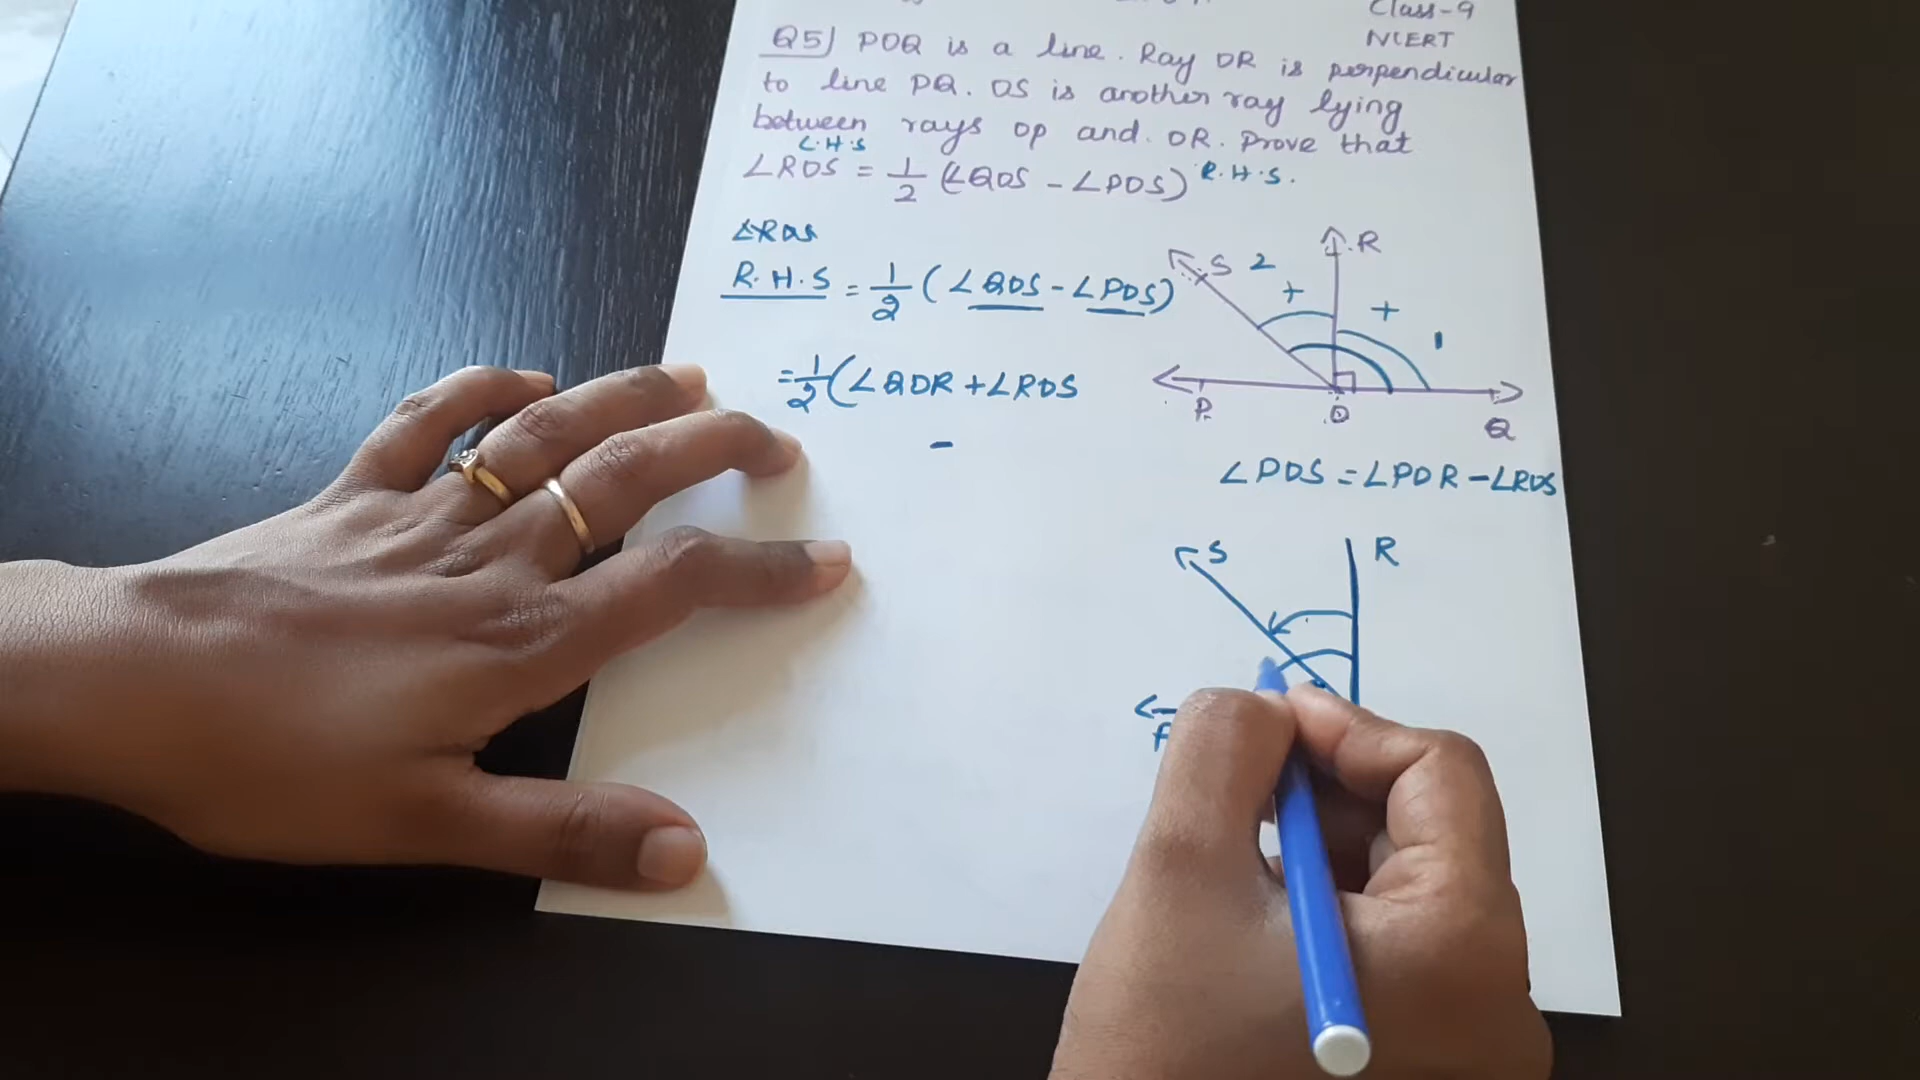 Class-9
NCERT
Q5) POQ is a line. Ray OR is perpendicular
to line PQ. OS is another ray lying
between rays op and. OR. Prove that
L.H.S
∠ROS = 1/2 (∠QOS - ∠POS) R.H.S.
R.H.S = 1/2 (∠QOS - ∠POS)
= 1/2 (∠QOR + ∠ROS
-
S 2 R
+ + 1
P O Q
∠POS = ∠POR - ∠ROS
S R